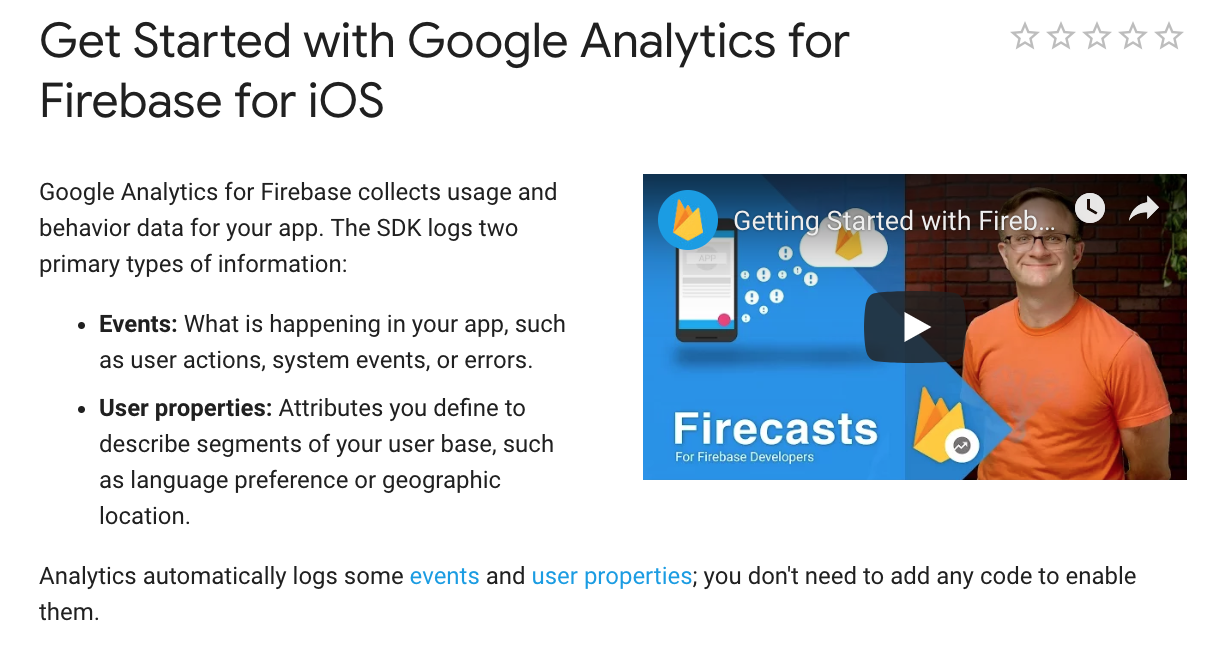 Get Started with Google Analytics for
Firebase for iOS
Google Analytics for Firebase collects usage and
behavior data for your app. The SDK logs two
primary types of information:
• Events: What is happening in your app, such
as user actions, system events, or errors.
• User properties: Attributes you define to
describe segments of your user base, such
as language preference or geographic
location.
Getting Started with Fireb...
APP
Firecasts
For Firebase Developers
Analytics automatically logs some events and user properties; you don't need to add any code to enable
them.